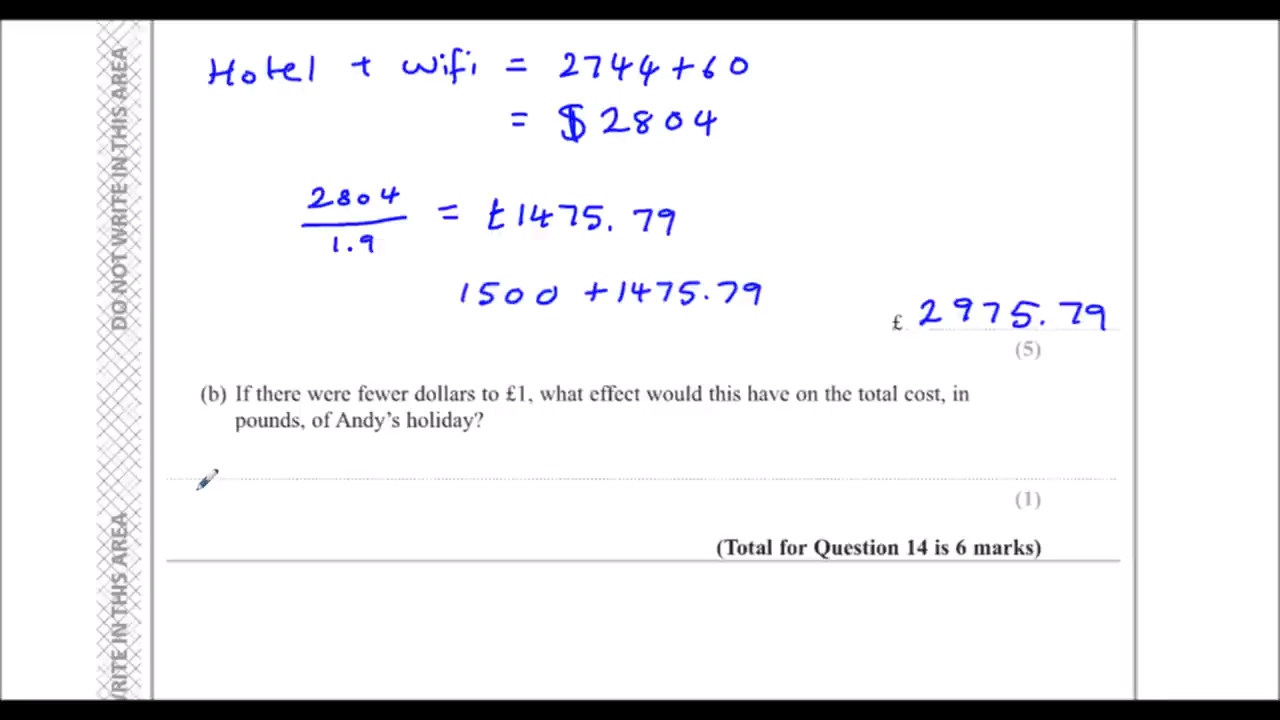 Hotel + wifi = 2744 + 60
= $2804
2804
1.9
= £1475.79
1500 + 1475.79
£ 2975.79
(5)
(b) If there were fewer dollars to £1, what effect would this have on the total cost, in
pounds, of Andy's holiday?
(1)
(Total for Question 14 is 6 marks)
DO NOT WRITE IN THIS AREA
WRITE IN THIS AREA